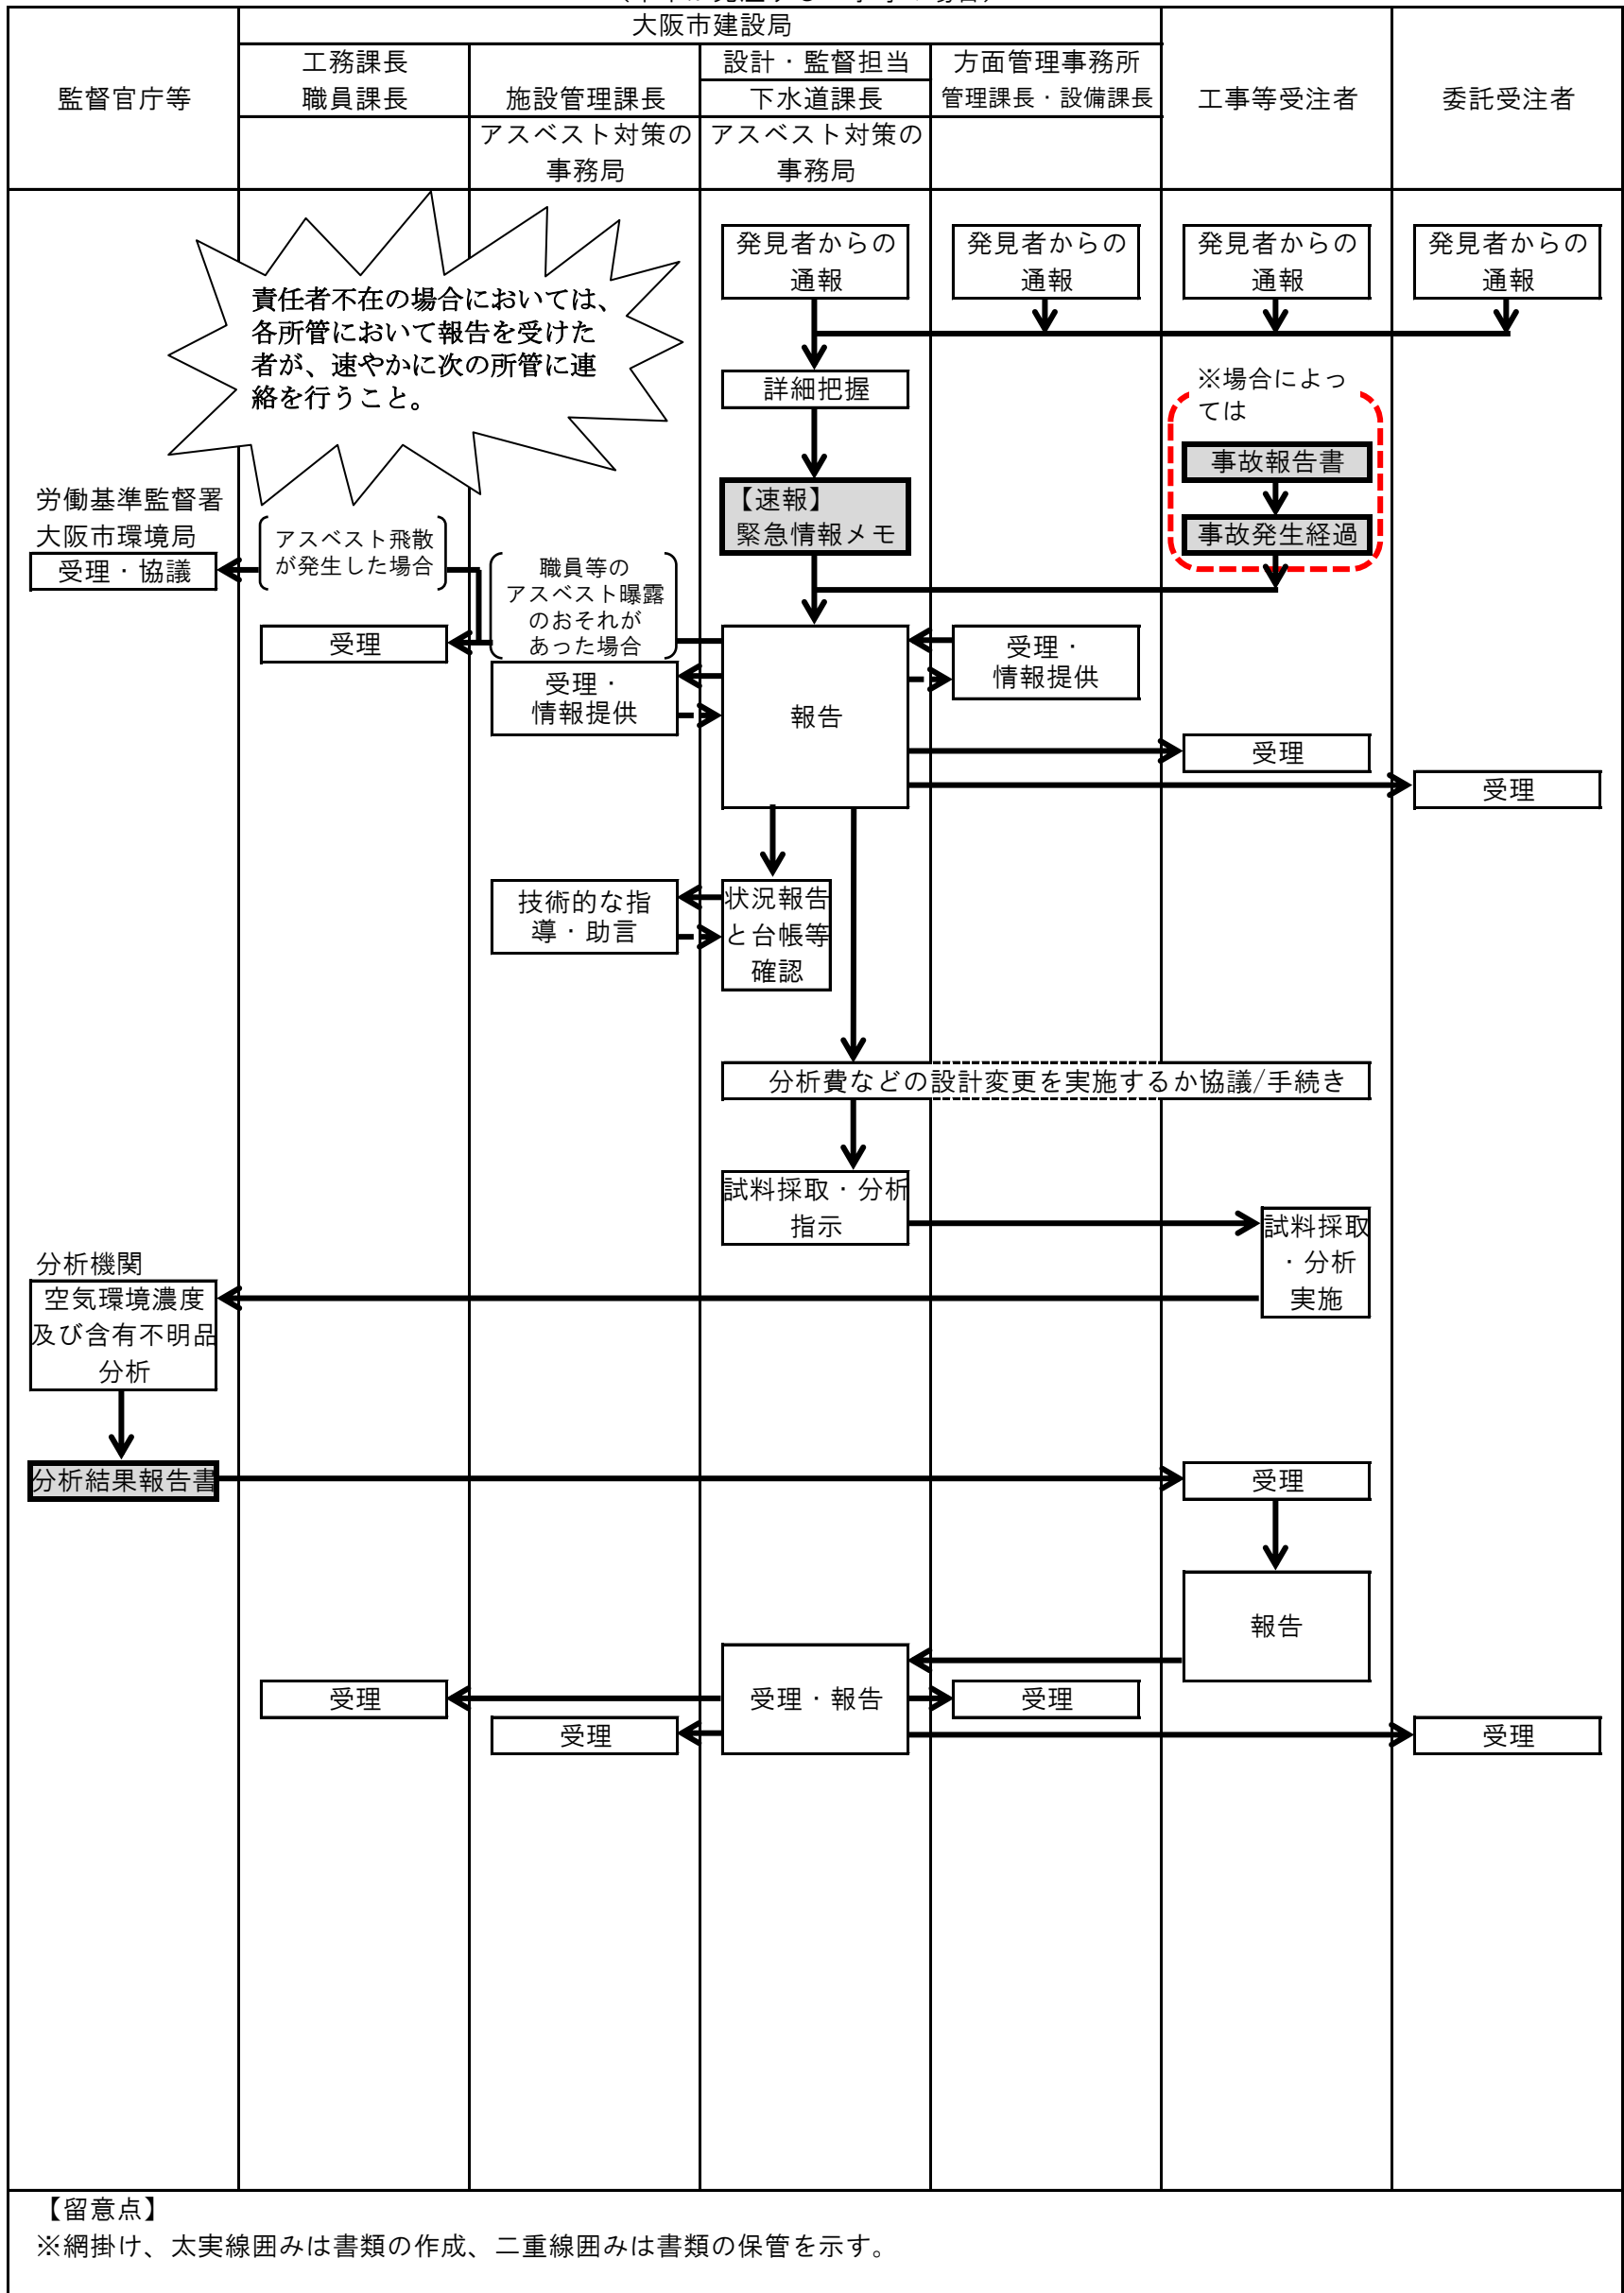 大阪市建設局
監督官庁等
工務課長
職員課長
施設管理課長
アスベスト対策の
事務局
設計・監督担当
下水道課長
アスベスト対策の
事務局
方面管理事務所
管理課長・設備課長
工事等受注者
委託受注者
発見者からの
通報
発見者からの
通報
発見者からの
通報
発見者からの
通報
責任者不在の場合においては、
各所管において報告を受けた
者が、速やかに次の所管に連
絡を行うこと。
詳細把握
※場合によっ
ては
事故報告書
事故発生経過
【速報】
緊急情報メモ
労働基準監督署
大阪市環境局
受理・協議
アスベスト飛散
が発生した場合
職員等の
アスベスト曝露
のおそれが
あった場合
受理
受理・
情報提供
報告
受理・
情報提供
受理
受理
技術的な指
導・助言
状況報告
と台帳等
確認
分析費などの設計変更を実施するか協議/手続き
試料採取・分析
指示
試料採取
・分析
実施
分析機関
空気環境濃度
及び含有不明品
分析
分析結果報告書
受理
報告
受理・報告
受理
受理
受理
受理
【留意点】
※網掛け、太実線囲みは書類の作成、二重線囲みは書類の保管を示す。